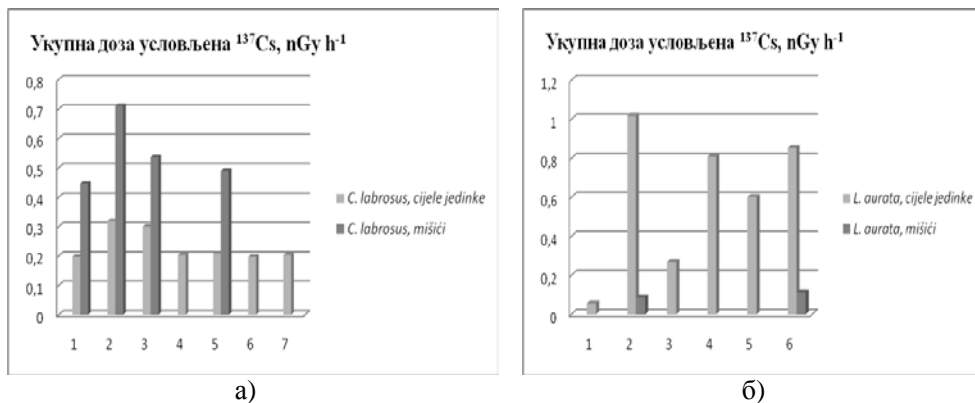 Укупна доза условљена ¹³⁷Cs, nGy h⁻¹
0,8
0,7
0,6
0,5
0,4
0,3
0,2
0,1
0
1 2 3 4 5 6 7
C. labrosus, cijele jedinke
C. labrosus, mišići
а)
Укупна доза условљена ¹³⁷Cs, nGy h⁻¹
1,2
1
0,8
0,6
0,4
0,2
0
1 2 3 4 5 6
L. aurata, cijele jedinke
L. aurata, mišići
б)